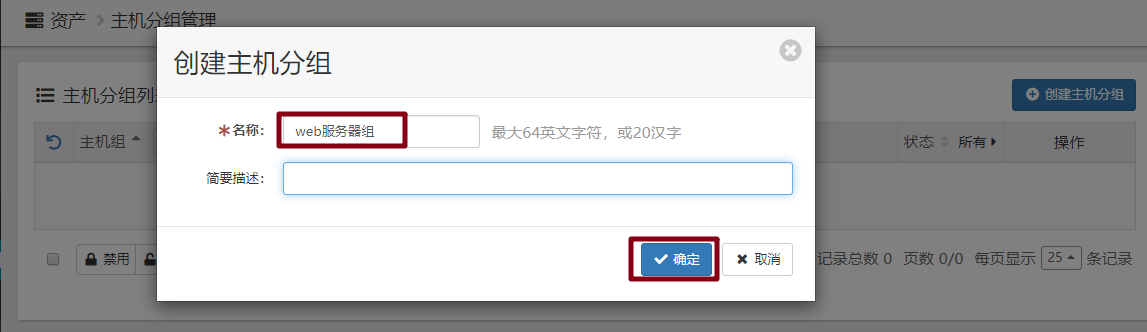 资产 主机分组管理
创建主机分组
主机分组列
创建主机分组
名称： web服务器组 最大64英文字符，或20汉字
主机组 状态 所有 操作
简要描述：
禁用 确定 取消 记录总数 0 页数 0/0 每页显示 25 条记录